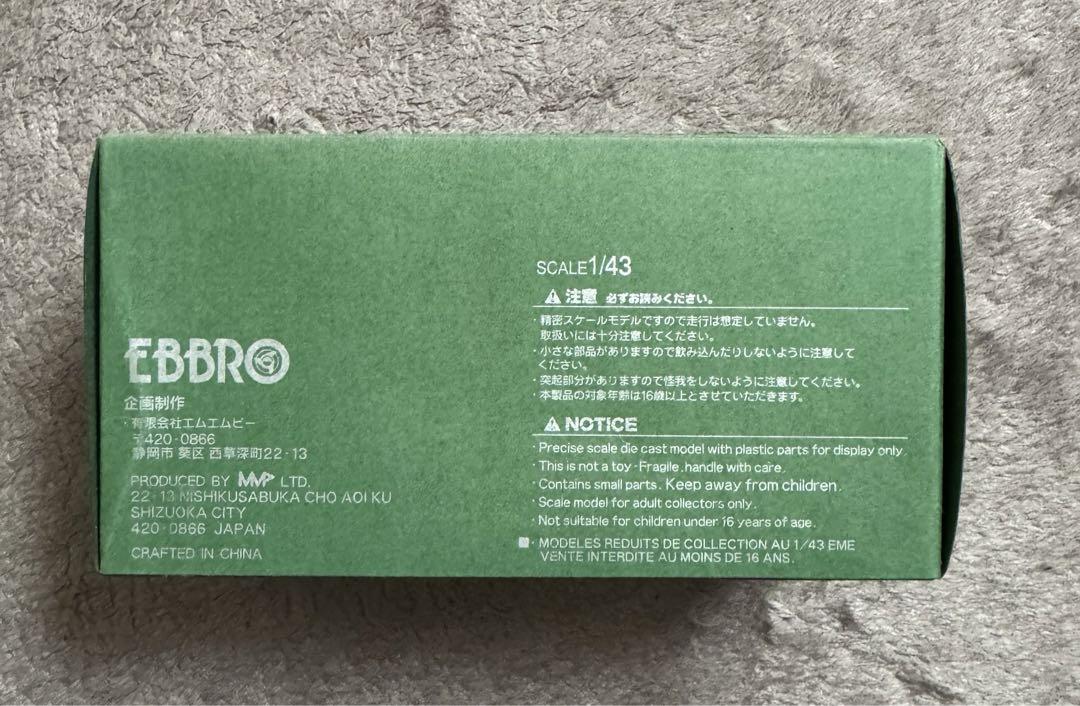 EBBRO
企画制作
・有限会社エムエムピー
〒420-0866
静岡市 葵区 西草深町22-13
PRODUCED BY MMP LTD.
22-13 NISHIKUSABUKA CHO AOI KU
SHIZUOKA CITY
420-0866 JAPAN
CRAFTED IN CHINA
SCALE1/43
⚠注意 必ずお読みください。
・精密スケールモデルですので走行は想定していません。
取扱いには十分注意してください。
・小さな部品がありますので飲み込んだりしないように注意して
ください。
・突起部分がありますので怪我をしないように注意してください。
・本製品の対象年齢は16歳以上とさせていただきます。
⚠NOTICE
・Precise scale die cast model with plastic parts for display only.
・This is not a toy・Fragile, handle with care.
・Contains small parts. Keep away from children.
・Scale model for adult collectors only.
・Not suitable for children under 16 years of age.
■・MODELES REDUITS DE COLLECTION AU 1/43 EME
VENTE INTERDITE AU MOINS DE 16 ANS.